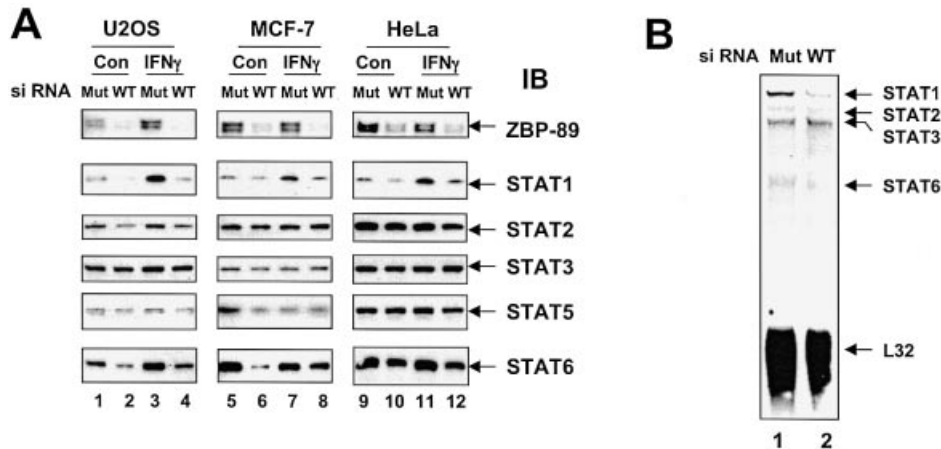 A
U2OS MCF-7 HeLa
Con IFNγ Con IFNγ Con IFNγ IB
si RNA Mut WT Mut WT Mut WT Mut WT Mut WT Mut WT
ZBP-89
STAT1
STAT2
STAT3
STAT5
STAT6
1 2 3 4 5 6 7 8 9 10 11 12
B
si RNA Mut WT
STAT1
STAT2
STAT3
STAT6
L32
1 2